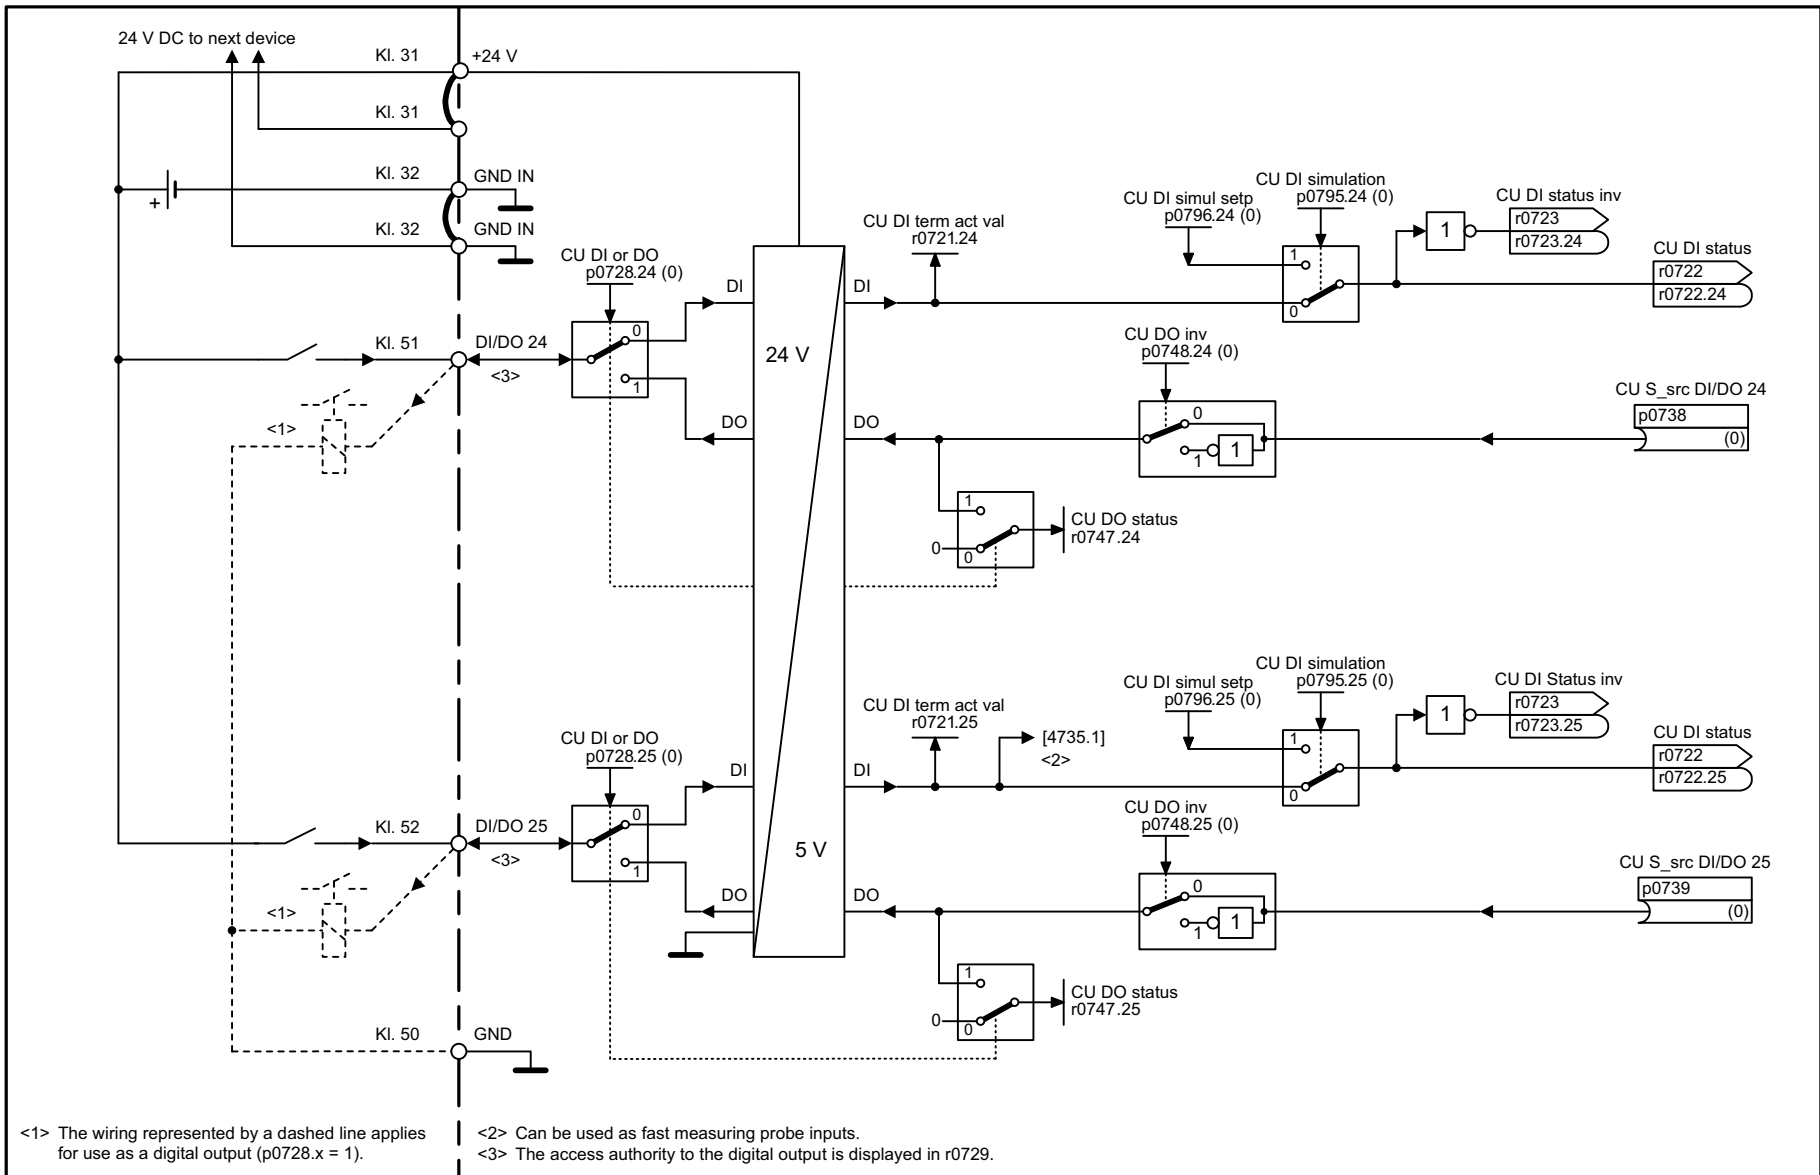 24 V DC to next device
Kl. 31
+24 V
Kl. 31
Kl. 32
GND IN
+
Kl. 32
GND IN
CU DI or DO
p0728.24 (0)
Kl. 51
DI/DO 24
<3>
0
1
<1>
DI
DO
24 V
5 V
DI
DO
CU DI term act val
r0721.24
CU DI simul setp
p0796.24 (0)
CU DI simulation
p0795.24 (0)
1
0
1
CU DI status inv
r0723
r0723.24
CU DI status
r0722
r0722.24
CU DO inv
p0748.24 (0)
0
1
1
CU S_src DI/DO 24
p0738
(0)
1
0
0
CU DO status
r0747.24
CU DI or DO
p0728.25 (0)
Kl. 52
DI/DO 25
<3>
0
1
<1>
DI
DO
DI
DO
CU DI term act val
r0721.25
[4735.1]
<2>
CU DI simul setp
p0796.25 (0)
CU DI simulation
p0795.25 (0)
1
0
1
CU DI Status inv
r0723
r0723.25
CU DI status
r0722
r0722.25
CU DO inv
p0748.25 (0)
0
1
1
CU S_src DI/DO 25
p0739
(0)
1
0
0
CU DO status
r0747.25
Kl. 50
GND
<1> The wiring represented by a dashed line applies
for use as a digital output (p0728.x = 1).
<2> Can be used as fast measuring probe inputs.
<3> The access authority to the digital output is displayed in r0729.